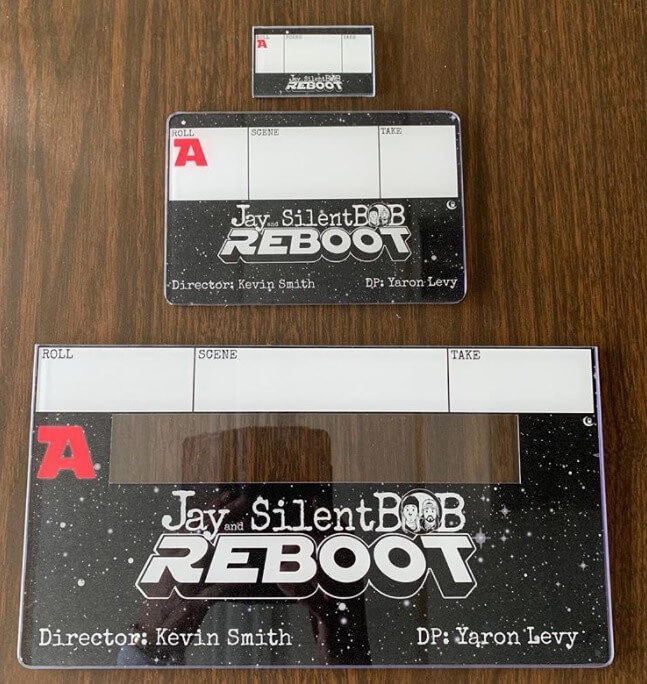 ROLL SCENE TAKE
A
Jay and SilentBOB
REBOOT
ROLL SCENE TAKE
A
Jay and SilentBOB
REBOOT
Director: Kevin Smith DP: Yaron Levy
ROLL SCENE TAKE
A
Jay and SilentBOB
REBOOT
Director: Kevin Smith DP: Yaron Levy